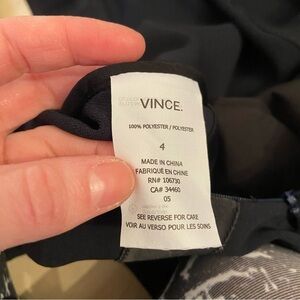 VINCE.
100% POLYESTER / POLYESTER
4
MADE IN CHINA
FABRIQUÉ EN CHINE
RN# 106730
CA# 34460
05
SEE REVERSE FOR CARE
VOIR AU VERSO POUR LES SOINS